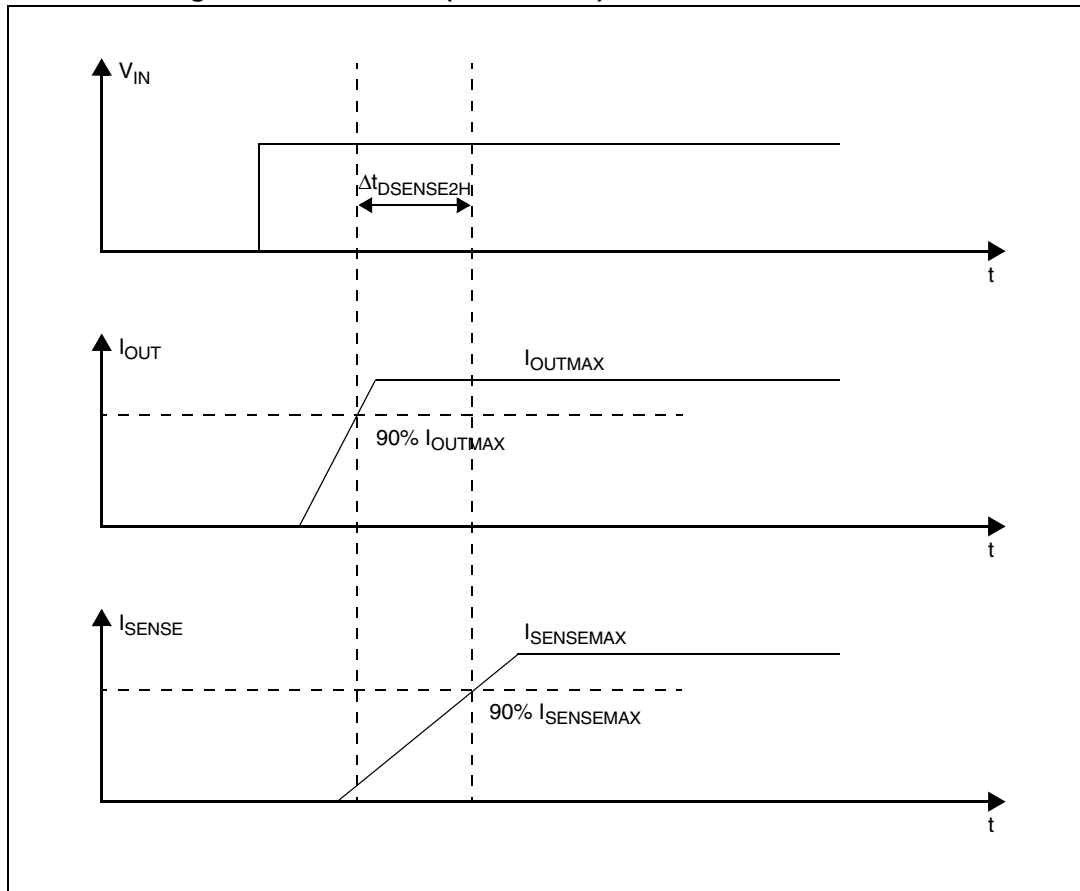 V_IN
Δt_DSENSE2H
t
I_OUT
I_OUTMAX
90% I_OUTMAX
t
I_SENSE
I_SENSEMAX
90% I_SENSEMAX
t